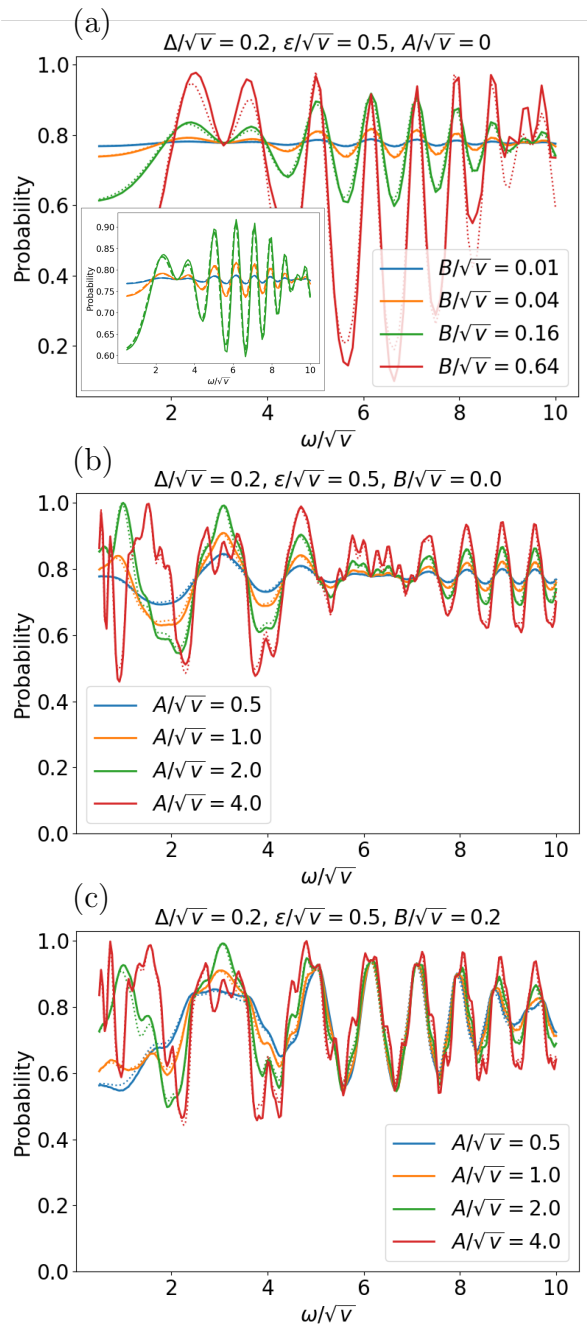 (a)
Δ/√v = 0.2, ε/√v = 0.5, A/√v = 0
1.0
0.8
0.6
0.4
0.2
Probability
0.90
0.85
0.80
0.75
0.70
0.65
0.60
Probability
2 4 6 8 10
ω/√v
B/√v = 0.01
B/√v = 0.04
B/√v = 0.16
B/√v = 0.64
2 4 6 8 10
ω/√v
(b)
Δ/√v = 0.2, ε/√v = 0.5, B/√v = 0.0
1.0
0.8
0.6
0.4
0.2
0.0
Probability
A/√v = 0.5
A/√v = 1.0
A/√v = 2.0
A/√v = 4.0
2 4 6 8 10
ω/√v
(c)
Δ/√v = 0.2, ε/√v = 0.5, B/√v = 0.2
1.0
0.8
0.6
0.4
0.2
0.0
Probability
A/√v = 0.5
A/√v = 1.0
A/√v = 2.0
A/√v = 4.0
2 4 6 8 10
ω/√v